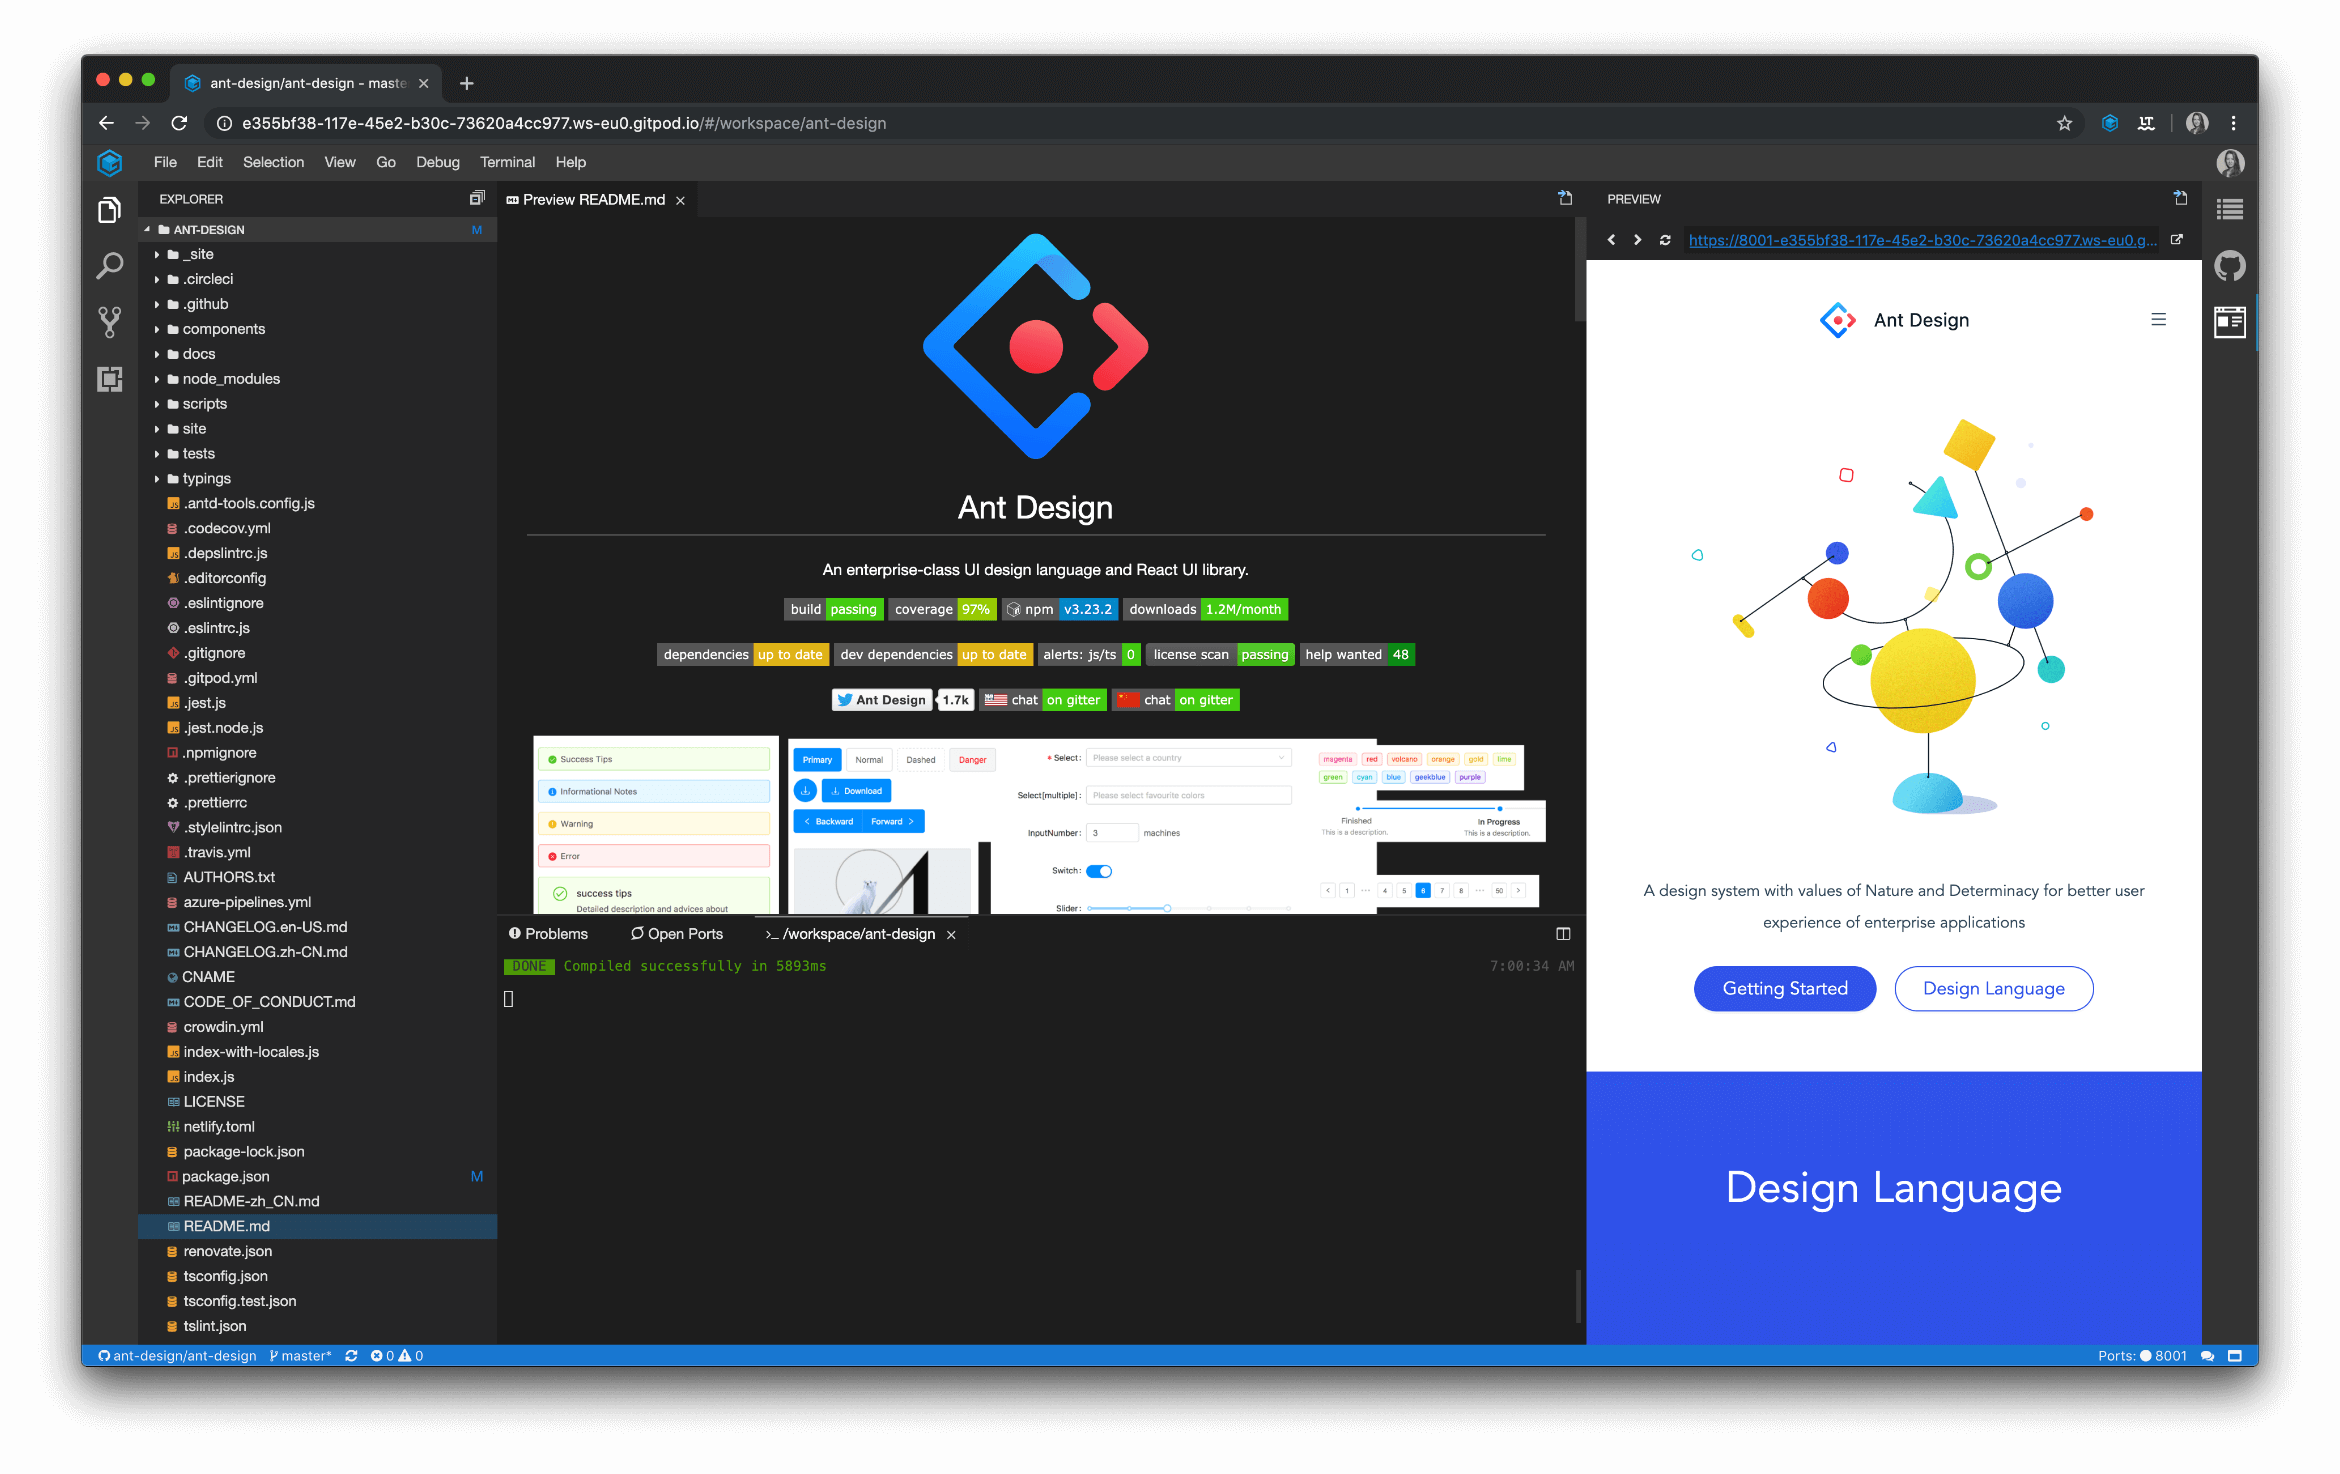 ant-design/ant-design - maste
e355bf38-117e-45e2-b30c-73620a4cc977.ws-eu0.gitpod.io/#/workspace/ant-design
File Edit Selection View Go Debug Terminal Help
EXPLORER
ANT-DESIGN M
_site
.circleci
.github
components
docs
node_modules
scripts
site
tests
typings
.antd-tools.config.js
.codecov.yml
.depslintrc.js
.editorconfig
.eslintignore
.eslintrc.js
.gitignore
.gitpod.yml
.jest.js
.jest.node.js
.npmignore
.prettierignore
.prettierrc
.stylelintrc.json
.travis.yml
AUTHORS.txt
azure-pipelines.yml
CHANGELOG.en-US.md
CHANGELOG.zh-CN.md
CNAME
CODE_OF_CONDUCT.md
crowdin.yml
index-with-locales.js
index.js
LICENSE
netlify.toml
package-lock.json
package.json M
README-zh_CN.md
README.md
renovate.json
tsconfig.json
tsconfig.test.json
tslint.json
Preview README.md
Ant Design
An enterprise-class UI design language and React UI library.
build passing coverage 97% npm v3.23.2 downloads 1.2M/month
dependencies up to date dev dependencies up to date alerts: js/ts 0 license scan passing help wanted 48
Ant Design 1.7k chat on gitter chat on gitter
Success Tips
Informational Notes
Warning
Error
success tips
Detailed description and advices about
Primary Normal Dashed Danger
Download
< Backward Forward >
* Select: Please select a country
Select[multiple]: Please select favourite colors
InputNumber: 3 machines
Switch:
Slider:
magenta red volcano orange gold lime
green cyan blue geekblue purple
Finished In Progress
This is a description. This is a description.
< 1 ··· 4 5 6 7 8 ··· 50 >
Problems Open Ports >_ /workspace/ant-design
DONE Compiled successfully in 5893ms 7:00:34 AM
PREVIEW
https://8001-e355bf38-117e-45e2-b30c-73620a4cc977.ws-eu0.g...
Ant Design
A design system with values of Nature and Determinacy for better user
experience of enterprise applications
Getting Started Design Language
Design Language
ant-design/ant-design master* 0 0 Ports: 8001